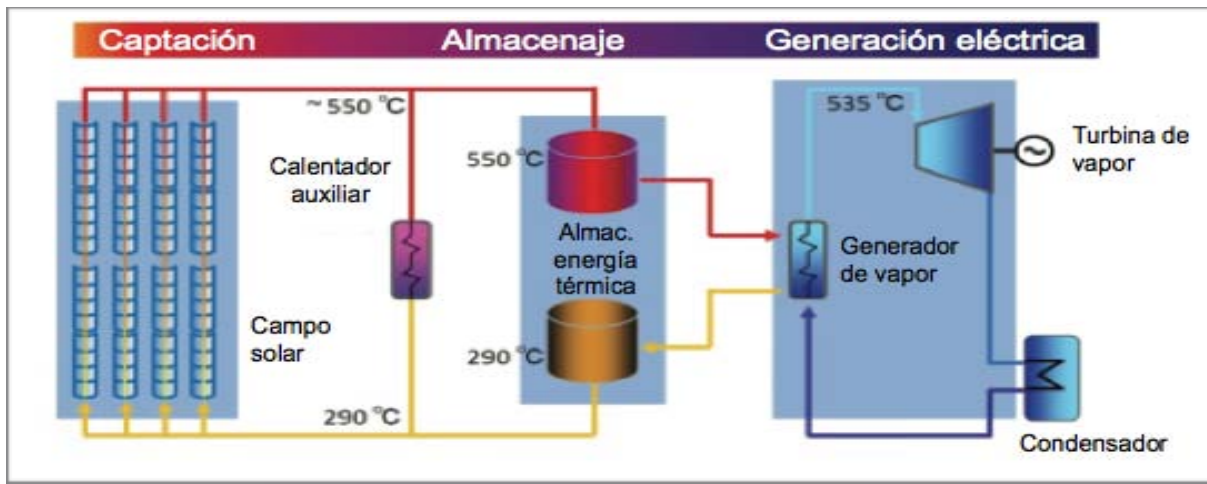 Captación
Almacenaje
Generación eléctrica
~ 550 °C
535 °C
Turbina de
vapor
Calentador
auxiliar
550 °C
Almac.
energía
térmica
Generador
de vapor
Campo
solar
290 °C
290 °C
Condensador